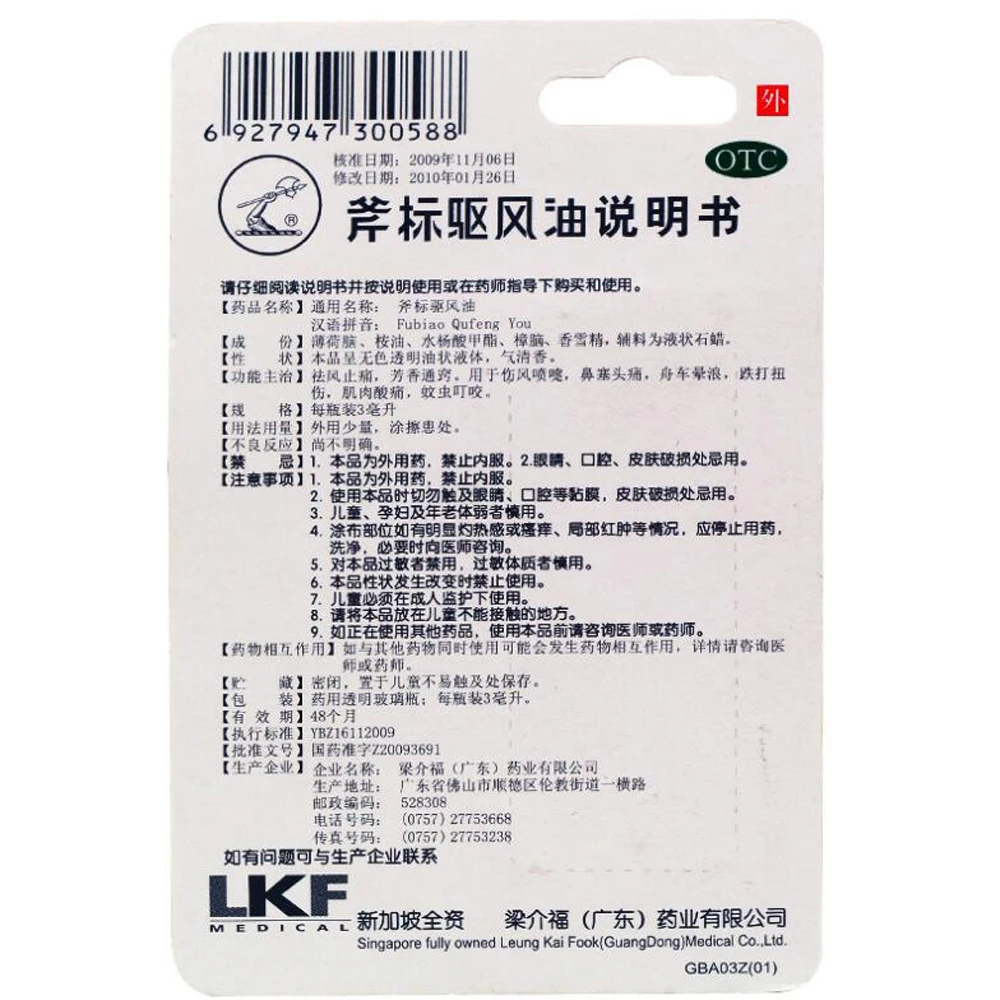 外
6 927947 300588
OTC
核准日期：2009年11月06日
修改日期：2010年01月26日
®
斧标驱风油说明书
请仔细阅读说明书并按说明使用或在药师指导下购买和使用。
【药品名称】通用名称：斧标驱风油
汉语拼音：Fubiao Qufeng You
【成　　份】薄荷脑、桉油、水杨酸甲酯、樟脑、香雪精，辅料为液状石蜡。
【性　　状】本品呈无色透明油状液体，气清香。
【功能主治】祛风止痛，芳香通窍。用于伤风喷嚏，鼻塞头痛，舟车晕浪，跌打扭
伤，肌肉酸痛，蚊虫叮咬。
【规　　格】每瓶装3毫升
【用法用量】外用少量，涂擦患处。
【不良反应】尚不明确。
【禁　　忌】1. 本品为外用药，禁止内服。2.眼睛、口腔、皮肤破损处忌用。
【注意事项】1. 本品为外用药，禁止内服。
2. 使用本品时切勿触及眼睛、口腔等黏膜，皮肤破损处忌用。
3. 儿童、孕妇及年老体弱者慎用。
4. 涂布部位如有明显灼热感或瘙痒、局部红肿等情况，应停止用药，
洗净，必要时向医师咨询。
5. 对本品过敏者禁用，过敏体质者慎用。
6. 本品性状发生改变时禁止使用。
7. 儿童必须在成人监护下使用。
8. 请将本品放在儿童不能接触的地方。
9. 如正在使用其他药品，使用本品前请咨询医师或药师。
【药物相互作用】如与其他药物同时使用可能会发生药物相互作用，详情请咨询医
师或药师。
【贮　　藏】密闭，置于儿童不易触及处保存。
【包　　装】药用透明玻璃瓶；每瓶装3毫升。
【有 效 期】48个月
【执行标准】YBZ16112009
【批准文号】国药准字Z20093691
【生产企业】企业名称：梁介福（广东）药业有限公司
生产地址：广东省佛山市顺德区伦教街道一横路
邮政编码：528308
电话号码：(0757) 27753668
传真号码：(0757) 27753238
如有问题可与生产企业联系
LKF
MEDICAL
新加坡全资　梁介福（广东）药业有限公司
Singapore fully owned Leung Kai Fook(GuangDong)Medical Co.,Ltd.
GBA03Z(01)